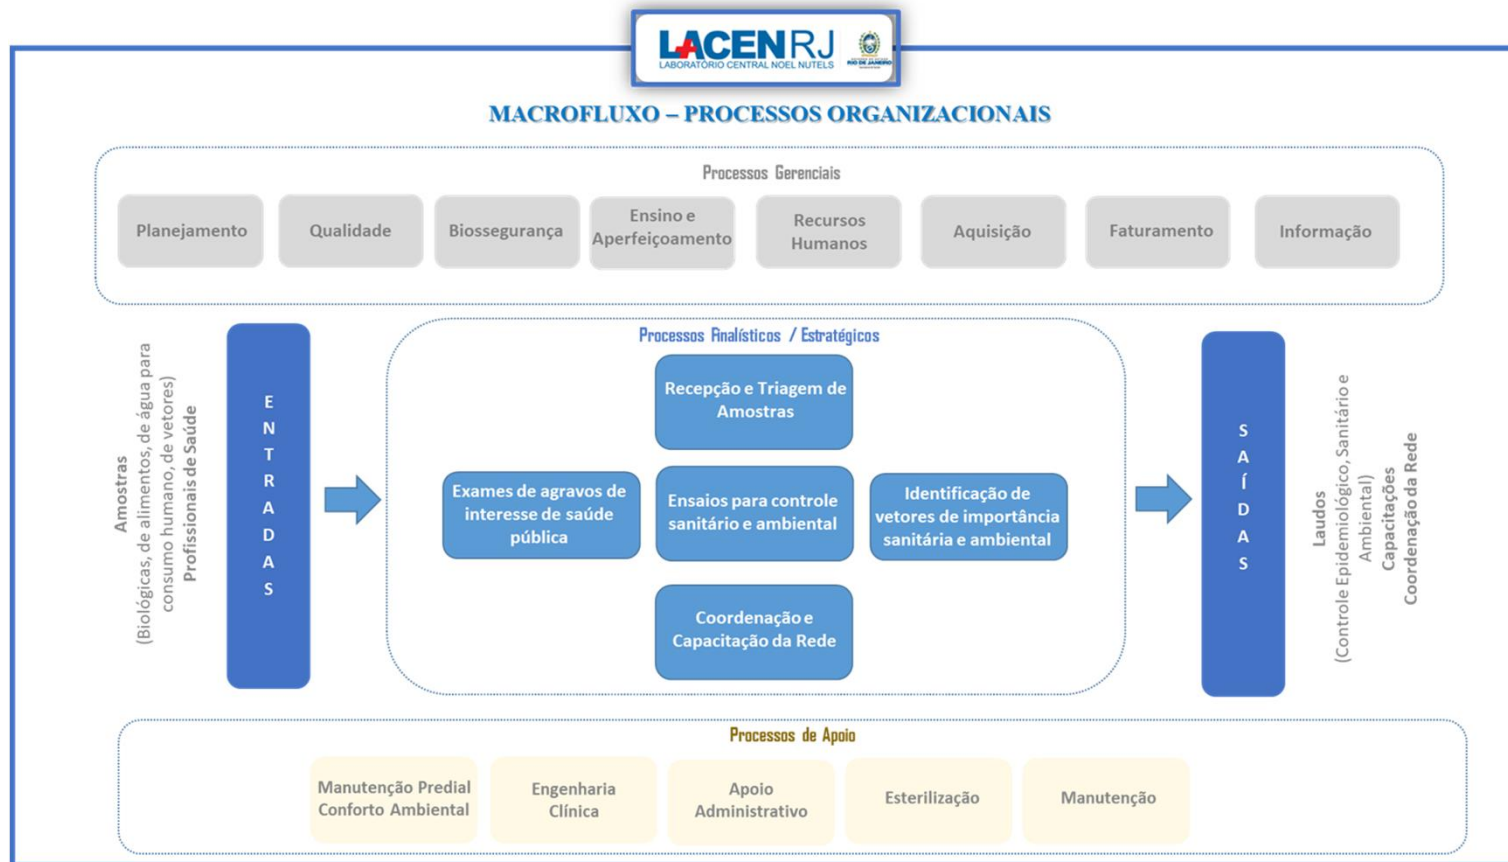 LACENRJ
LABORATÓRIO CENTRAL NOEL NUTELS
RIO DE JANEIRO
MACROFLUXO – PROCESSOS ORGANIZACIONAIS
Processos Gerenciais
Planejamento
Qualidade
Biossegurança
Ensino e
Aperfeiçoamento
Recursos
Humanos
Aquisição
Faturamento
Informação
Amostras
(Biológicas, de alimentos, de água para
consumo humano, de vetores)
Profissionais de Saúde
ENTRADAS
Processos Finalísticos / Estratégicos
Recepção e Triagem de
Amostras
Exames de agravos de
interesse de saúde
pública
Ensaios para controle
sanitário e ambiental
Identificação de
vetores de importância
sanitária e ambiental
Coordenação e
Capacitação da Rede
SAÍDAS
Laudos
(Controle Epidemiológico, Sanitário e
Ambiental)
Capacitações
Coordenação da Rede
Processos de Apoio
Manutenção Predial
Conforto Ambiental
Engenharia
Clínica
Apoio
Administrativo
Esterilização
Manutenção